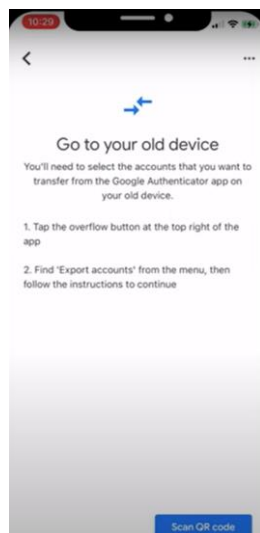 10:29
Go to your old device
You'll need to select the accounts that you want to
transfer from the Google Authenticator app on
your old device.
1. Tap the overflow button at the top right of the
app
2. Find 'Export accounts' from the menu, then
follow the instructions to continue
Scan QR code